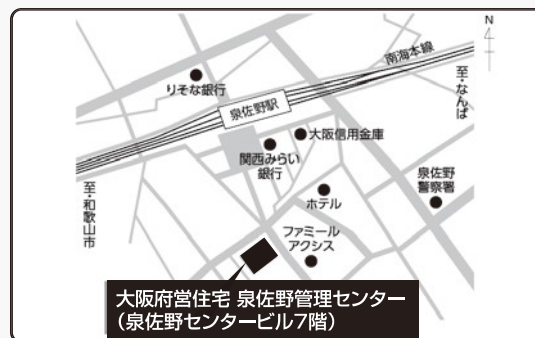 N
南海本線
至・なんば
りそな銀行
泉佐野駅
大阪信用金庫
関西みらい
銀行
泉佐野
警察署
至・和歌山市
ホテル
ファミール
アクシス
大阪府営住宅 泉佐野管理センター
（泉佐野センタービル7階）